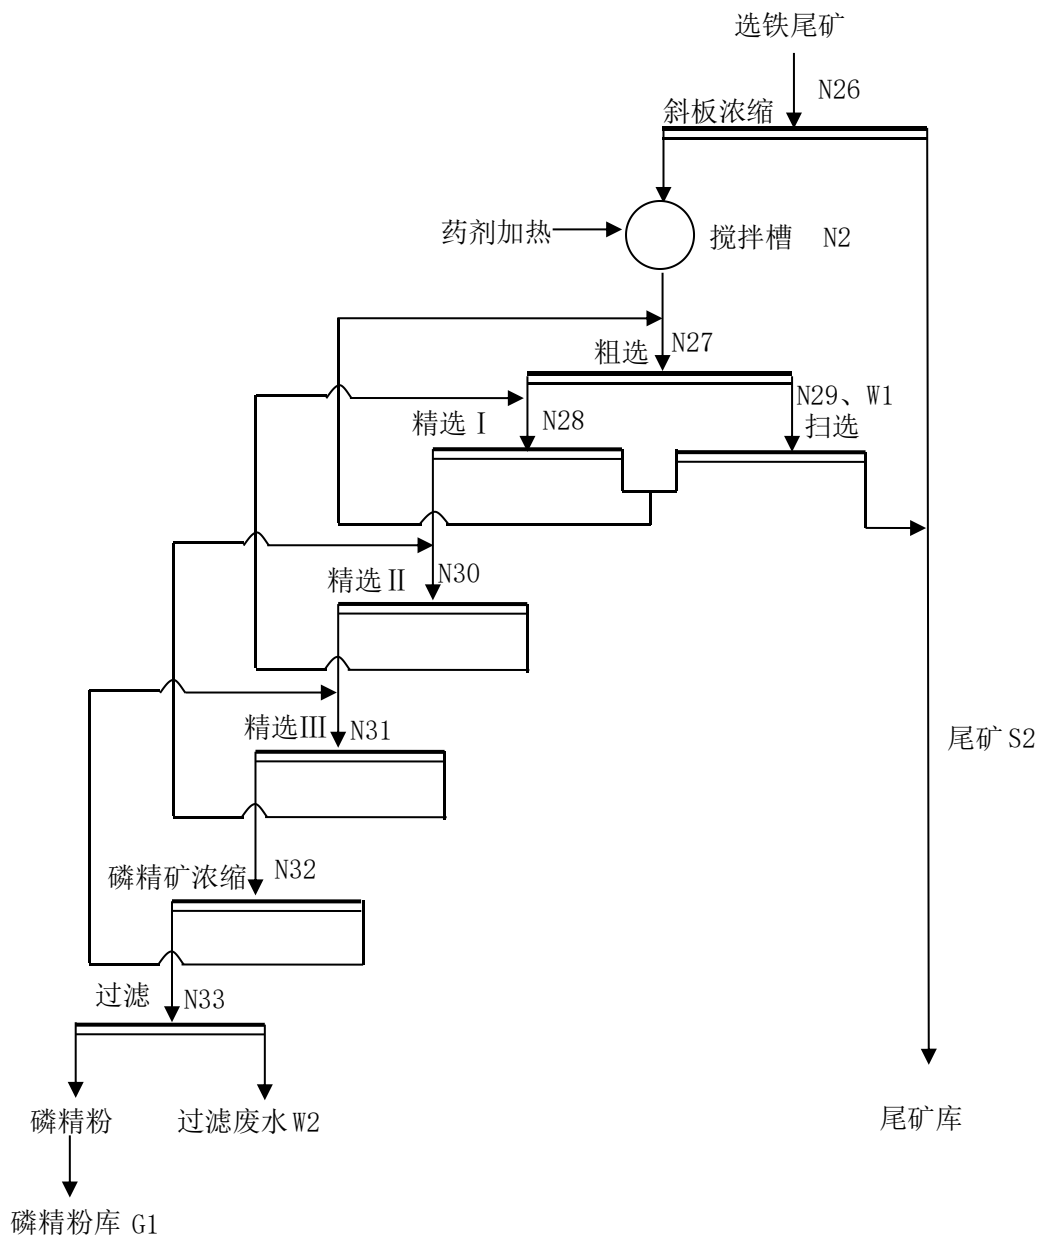 选铁尾矿
N26
斜板浓缩
药剂加热
搅拌槽 N2
粗选
N27
精选Ⅰ
N28
N29、W1
扫选
精选Ⅱ
N30
精选Ⅲ
N31
尾矿 S2
磷精矿浓缩
N32
过滤
N33
磷精粉
过滤废水 W2
尾矿库
磷精粉库 G1